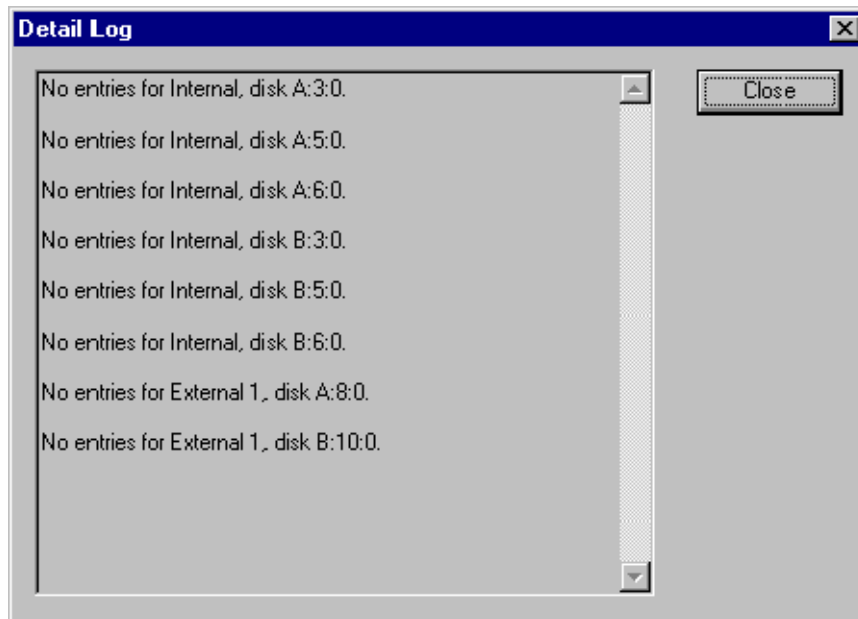 Detail Log
No entries for Internal, disk A:3:0.
Close
No entries for Internal, disk A:5:0.
No entries for Internal, disk A:6:0.
No entries for Internal, disk B:3:0.
No entries for Internal, disk B:5:0.
No entries for Internal, disk B:6:0.
No entries for External 1,. disk A:8:0.
No entries for External 1,. disk B:10:0.